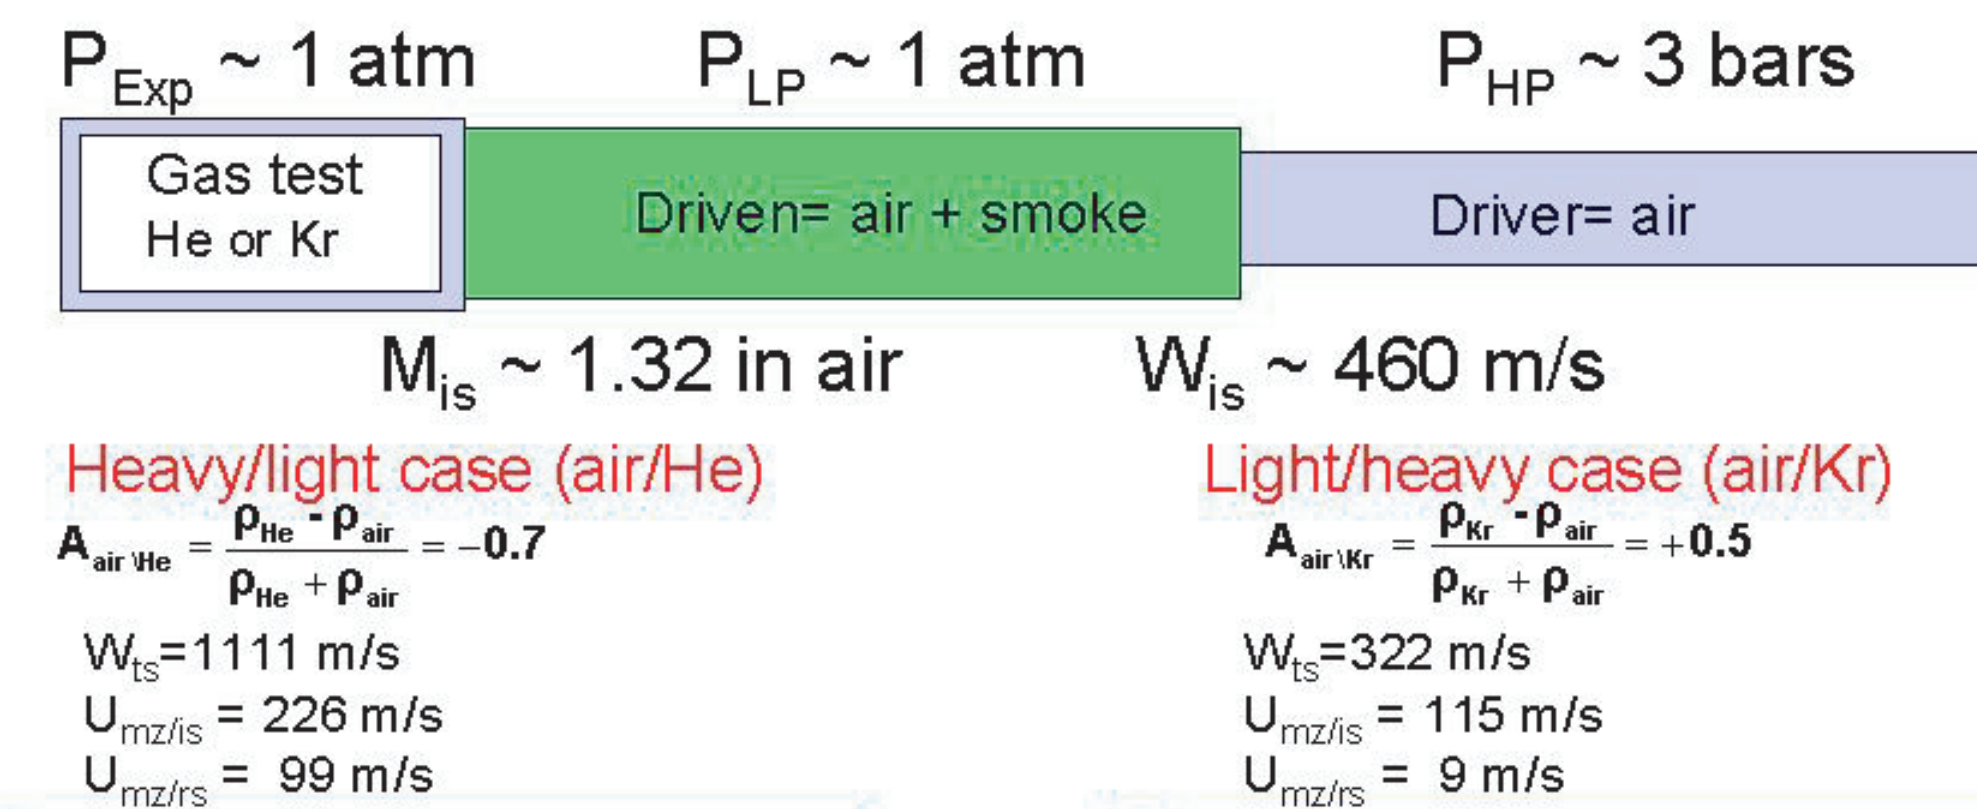 P_Exp ~ 1 atm P_LP ~ 1 atm P_HP ~ 3 bars
Gas test
He or Kr
Driven= air + smoke
Driver= air
M_is ~ 1.32 in air W_is ~ 460 m/s
Heavy/light case (air/He)
A_air\He = (ρ_He - ρ_air) / (ρ_He + ρ_air) = −0.7
W_ts=1111 m/s
U_mz/is = 226 m/s
U_mz/rs = 99 m/s
Light/heavy case (air/Kr)
A_air\Kr = (ρ_Kr - ρ_air) / (ρ_Kr + ρ_air) = +0.5
W_ts=322 m/s
U_mz/is = 115 m/s
U_mz/rs = 9 m/s